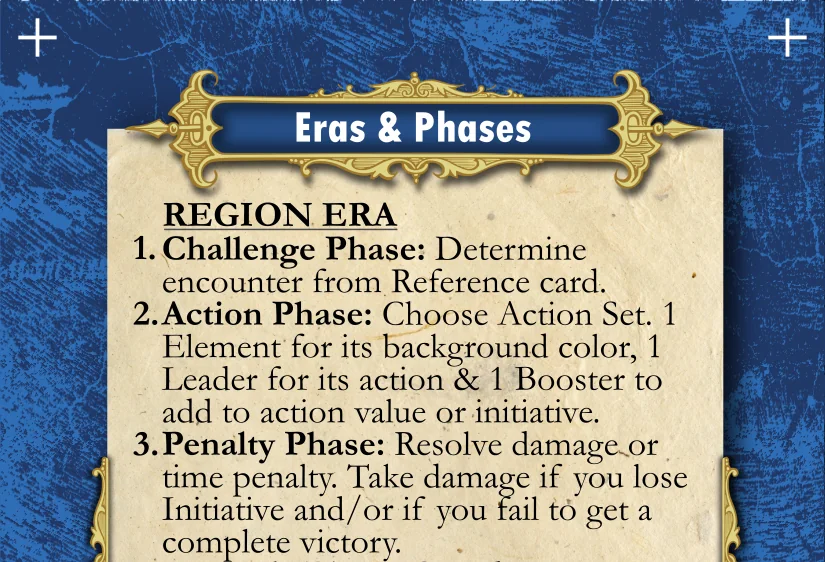 Eras & Phases
REGION ERA
1. Challenge Phase: Determine
encounter from Reference card.
2. Action Phase: Choose Action Set. 1
Element for its background color, 1
Leader for its action & 1 Booster to
add to action value or initiative.
3. Penalty Phase: Resolve damage or
time penalty. Take damage if you lose
Initiative and/or if you fail to get a
complete victory.